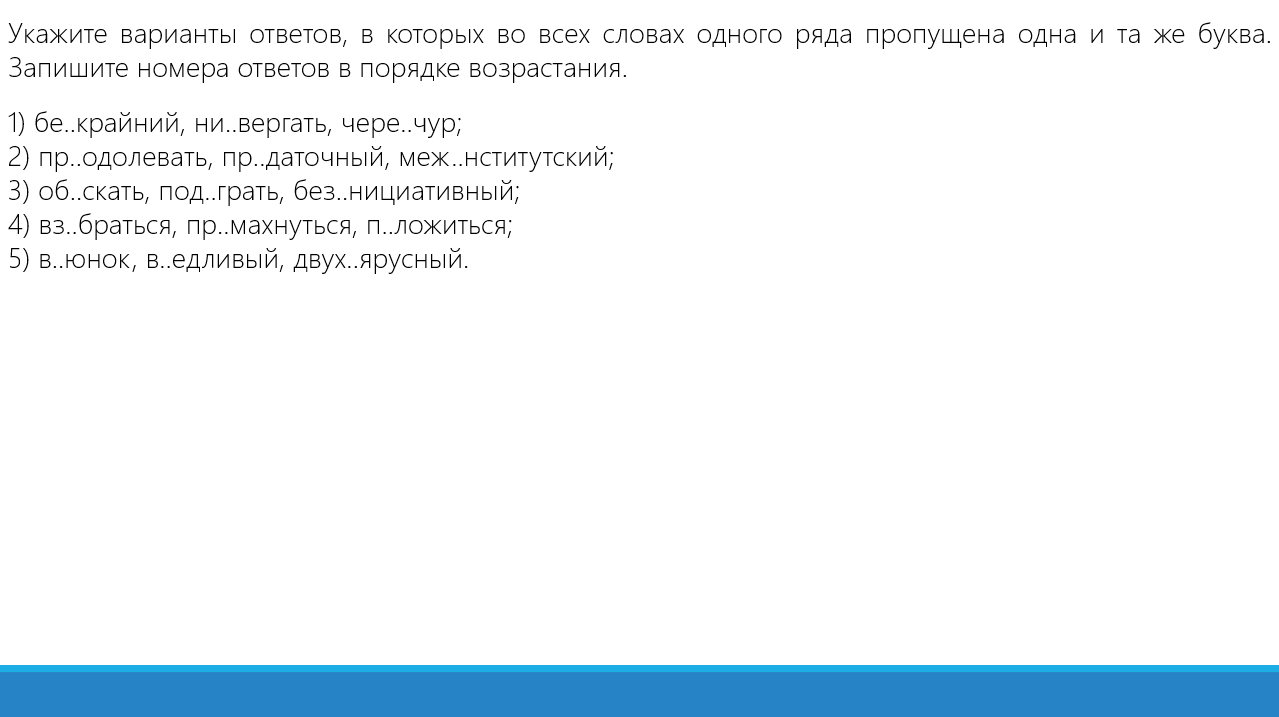 Укажите варианты ответов, в которых во всех словах одного ряда пропущена одна и та же буква.
Запишите номера ответов в порядке возрастания.
1) бе..крайний, ни..вергать, чере..чур;
2) пр..одолевать, пр..даточный, меж..нститутский;
3) об..скать, под..грать, без..нициативный;
4) вз..браться, пр..махнуться, п..ложиться;
5) в..юнок, в..едливый, двух..ярусный.